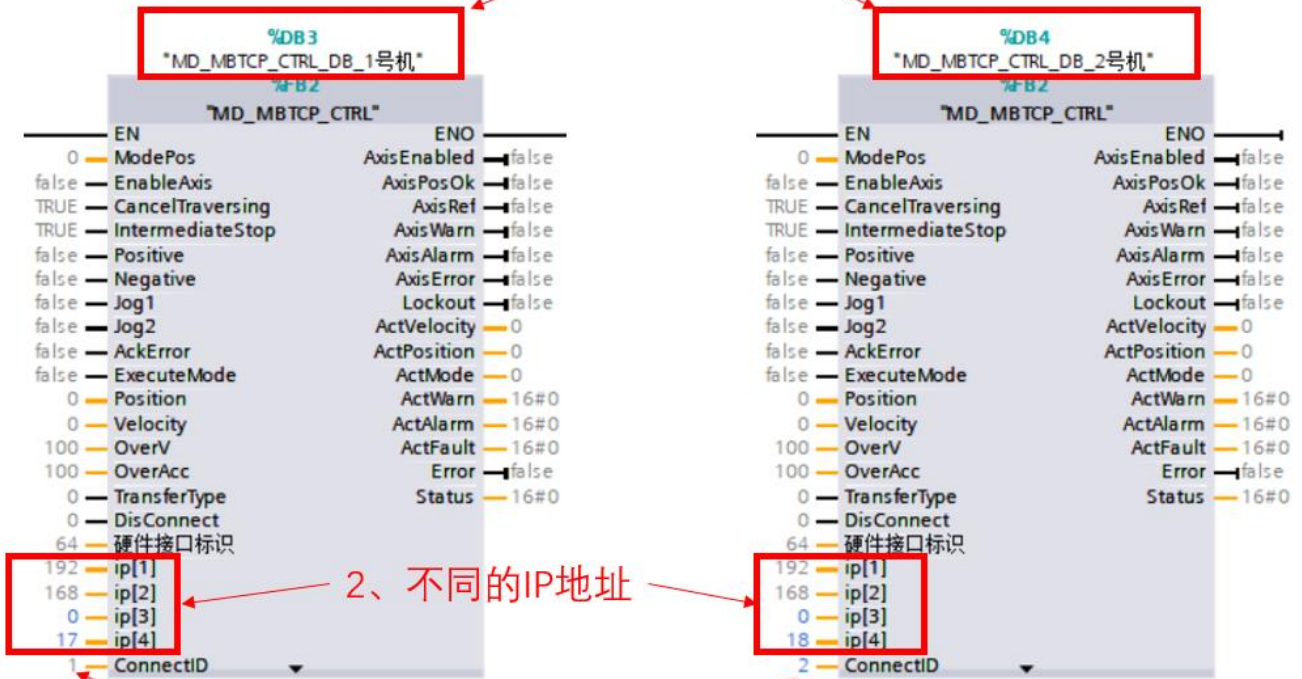 %DB3
"MD_MBTCP_CTRL_DB_1号机"
%FB2
"MD_MBTCP_CTRL"
EN ENO
0 ModePos AxisEnabled false
false EnableAxis AxisPosOk false
TRUE CancelTraversing AxisRef false
TRUE IntermediateStop AxisWarn false
false Positive AxisAlarm false
false Negative AxisError false
false Jog1 Lockout false
false Jog2 ActVelocity 0
false AckError ActPosition 0
false ExecuteMode ActMode 0
0 Position ActWarn 16#0
0 Velocity ActAlarm 16#0
100 OverV ActFault 16#0
100 OverAcc Error false
0 TransferType Status 16#0
0 DisConnect
64 硬件接口标识
192 ip[1]
168 ip[2]
0 ip[3]
17 ip[4]
1 ConnectID
2、不同的IP地址
%DB4
"MD_MBTCP_CTRL_DB_2号机"
%FB2
"MD_MBTCP_CTRL"
EN ENO
0 ModePos AxisEnabled false
false EnableAxis AxisPosOk false
TRUE CancelTraversing AxisRef false
TRUE IntermediateStop AxisWarn false
false Positive AxisAlarm false
false Negative AxisError false
false Jog1 Lockout false
false Jog2 ActVelocity 0
false AckError ActPosition 0
false ExecuteMode ActMode 0
0 Position ActWarn 16#0
0 Velocity ActAlarm 16#0
100 OverV ActFault 16#0
100 OverAcc Error false
0 TransferType Status 16#0
0 DisConnect
64 硬件接口标识
192 ip[1]
168 ip[2]
0 ip[3]
18 ip[4]
2 ConnectID